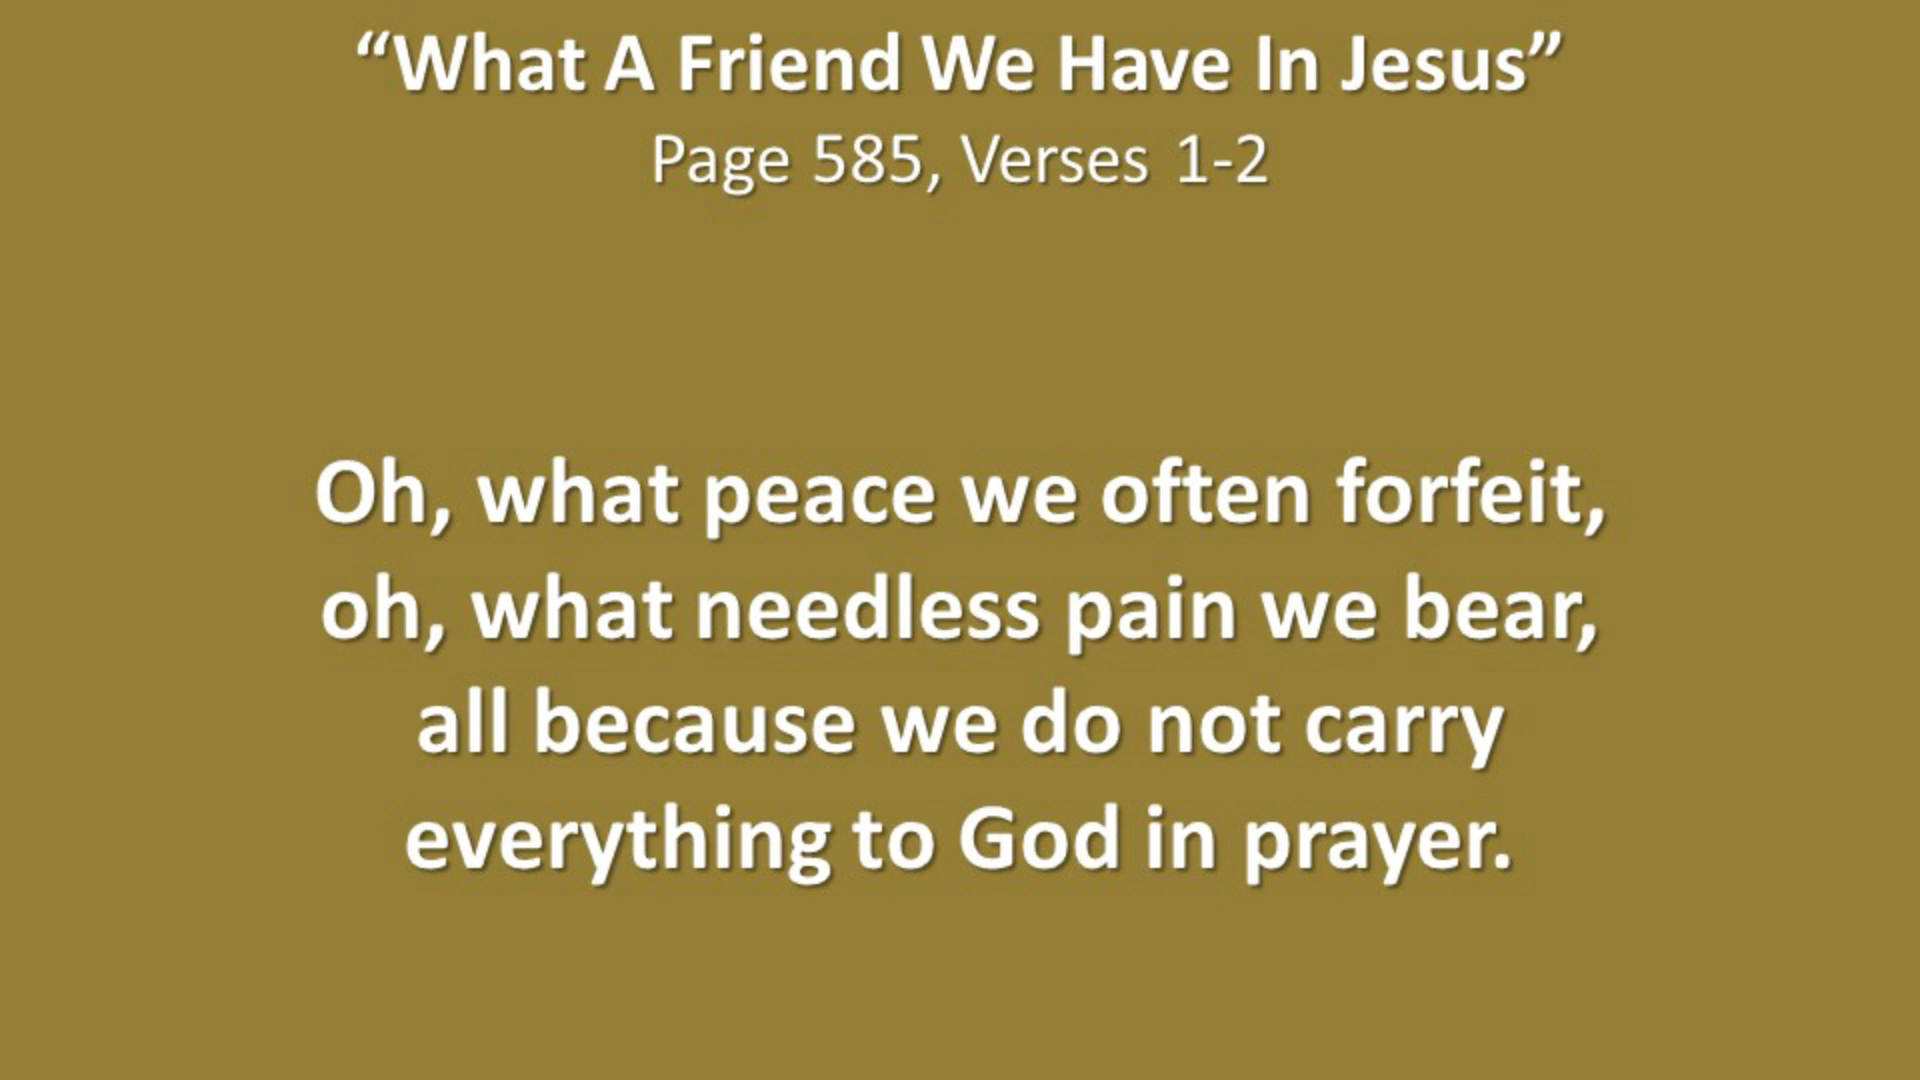 “What A Friend We Have In Jesus”
Page 585, Verses 1-2
Oh, what peace we often forfeit,
oh, what needless pain we bear,
all because we do not carry
everything to God in prayer.